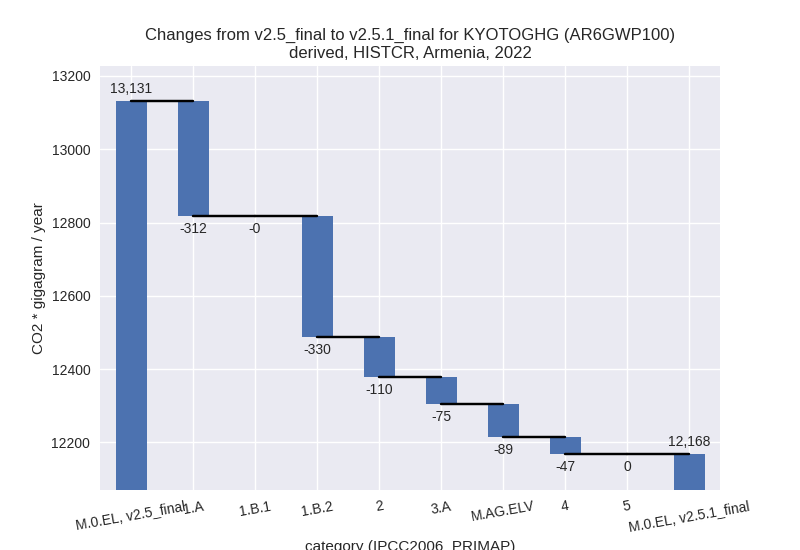 Changes from v2.5_final to v2.5.1_final for KYOTOGHG (AR6GWP100)
derived, HISTCR, Armenia, 2022
CO2 * gigagram / year
13200
13000
12800
12600
12400
12200
13,131
-312
-0
-330
-110
-75
-89
-47
0
12,168
M.0.EL, v2.5_final
1.A
1.B.1
1.B.2
2
3.A
M.AG.ELV
4
5
M.0.EL, v2.5.1_final
category (IPCC2006_PRIMAP)